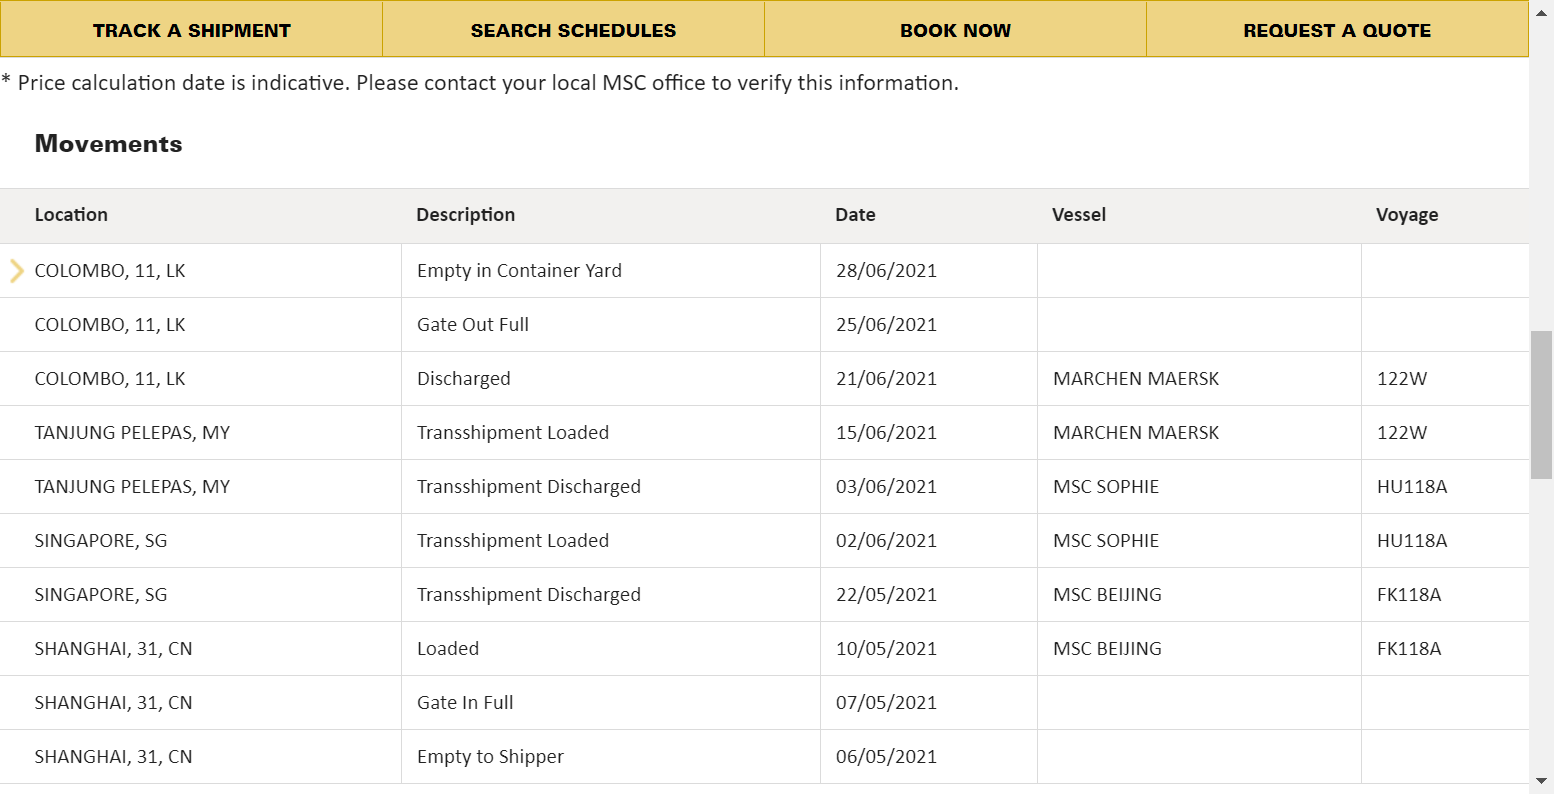 TRACK A SHIPMENT SEARCH SCHEDULES BOOK NOW REQUEST A QUOTE
* Price calculation date is indicative. Please contact your local MSC office to verify this information.
Movements
Location Description Date Vessel Voyage
COLOMBO, 11, LK Empty in Container Yard 28/06/2021
COLOMBO, 11, LK Gate Out Full 25/06/2021
COLOMBO, 11, LK Discharged 21/06/2021 MARCHEN MAERSK 122W
TANJUNG PELEPAS, MY Transshipment Loaded 15/06/2021 MARCHEN MAERSK 122W
TANJUNG PELEPAS, MY Transshipment Discharged 03/06/2021 MSC SOPHIE HU118A
SINGAPORE, SG Transshipment Loaded 02/06/2021 MSC SOPHIE HU118A
SINGAPORE, SG Transshipment Discharged 22/05/2021 MSC BEIJING FK118A
SHANGHAI, 31, CN Loaded 10/05/2021 MSC BEIJING FK118A
SHANGHAI, 31, CN Gate In Full 07/05/2021
SHANGHAI, 31, CN Empty to Shipper 06/05/2021